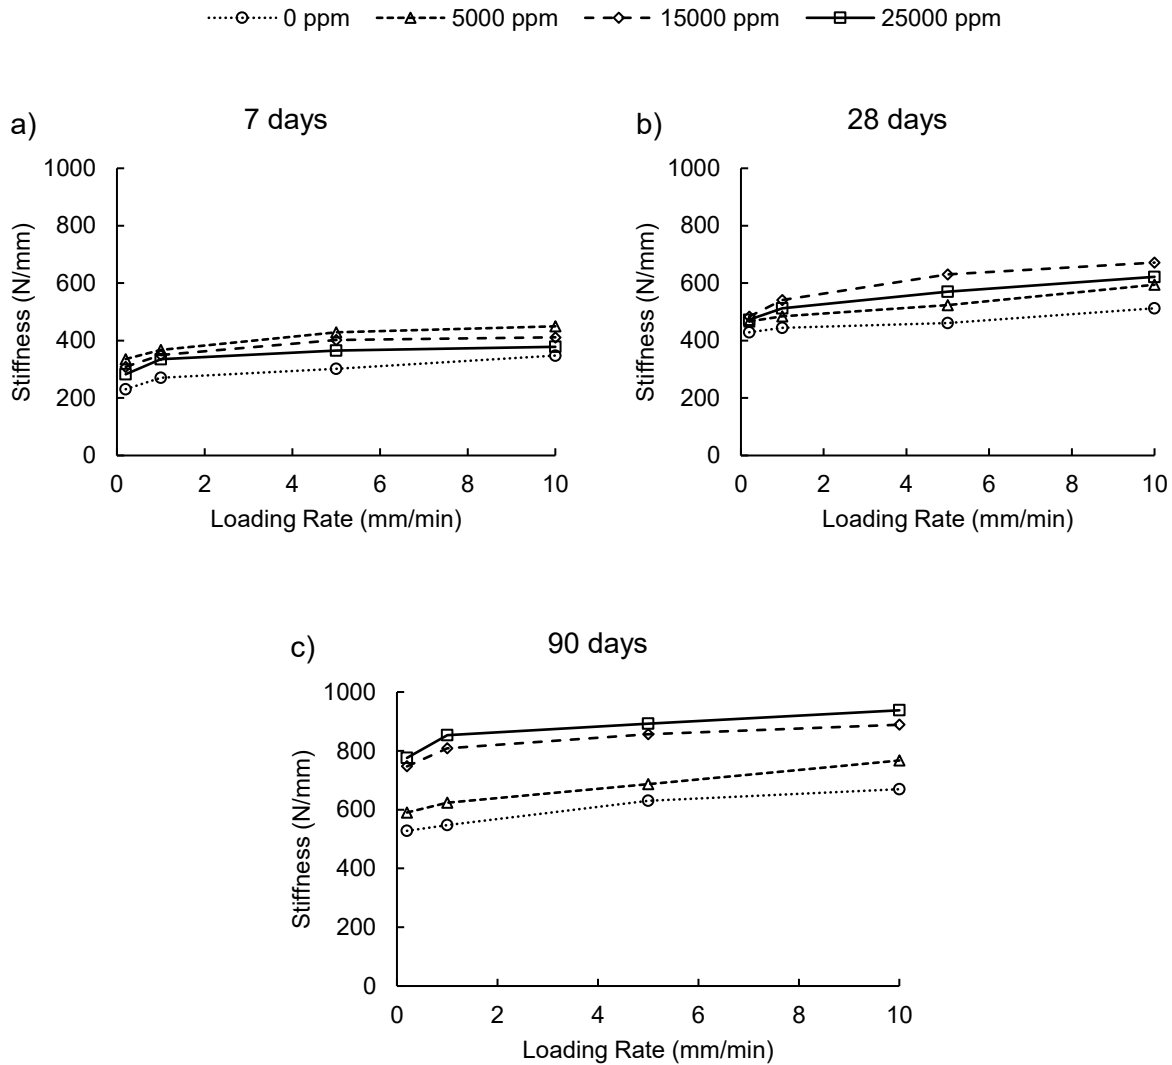 0 ppm 5000 ppm 15000 ppm 25000 ppm
a) 7 days
1000
800
600
400
200
0
0 2 4 6 8 10
Stiffness (N/mm)
Loading Rate (mm/min)
b) 28 days
1000
800
600
400
200
0
0 2 4 6 8 10
Stiffness (N/mm)
Loading Rate (mm/min)
c) 90 days
1000
800
600
400
200
0
0 2 4 6 8 10
Stiffness (N/mm)
Loading Rate (mm/min)